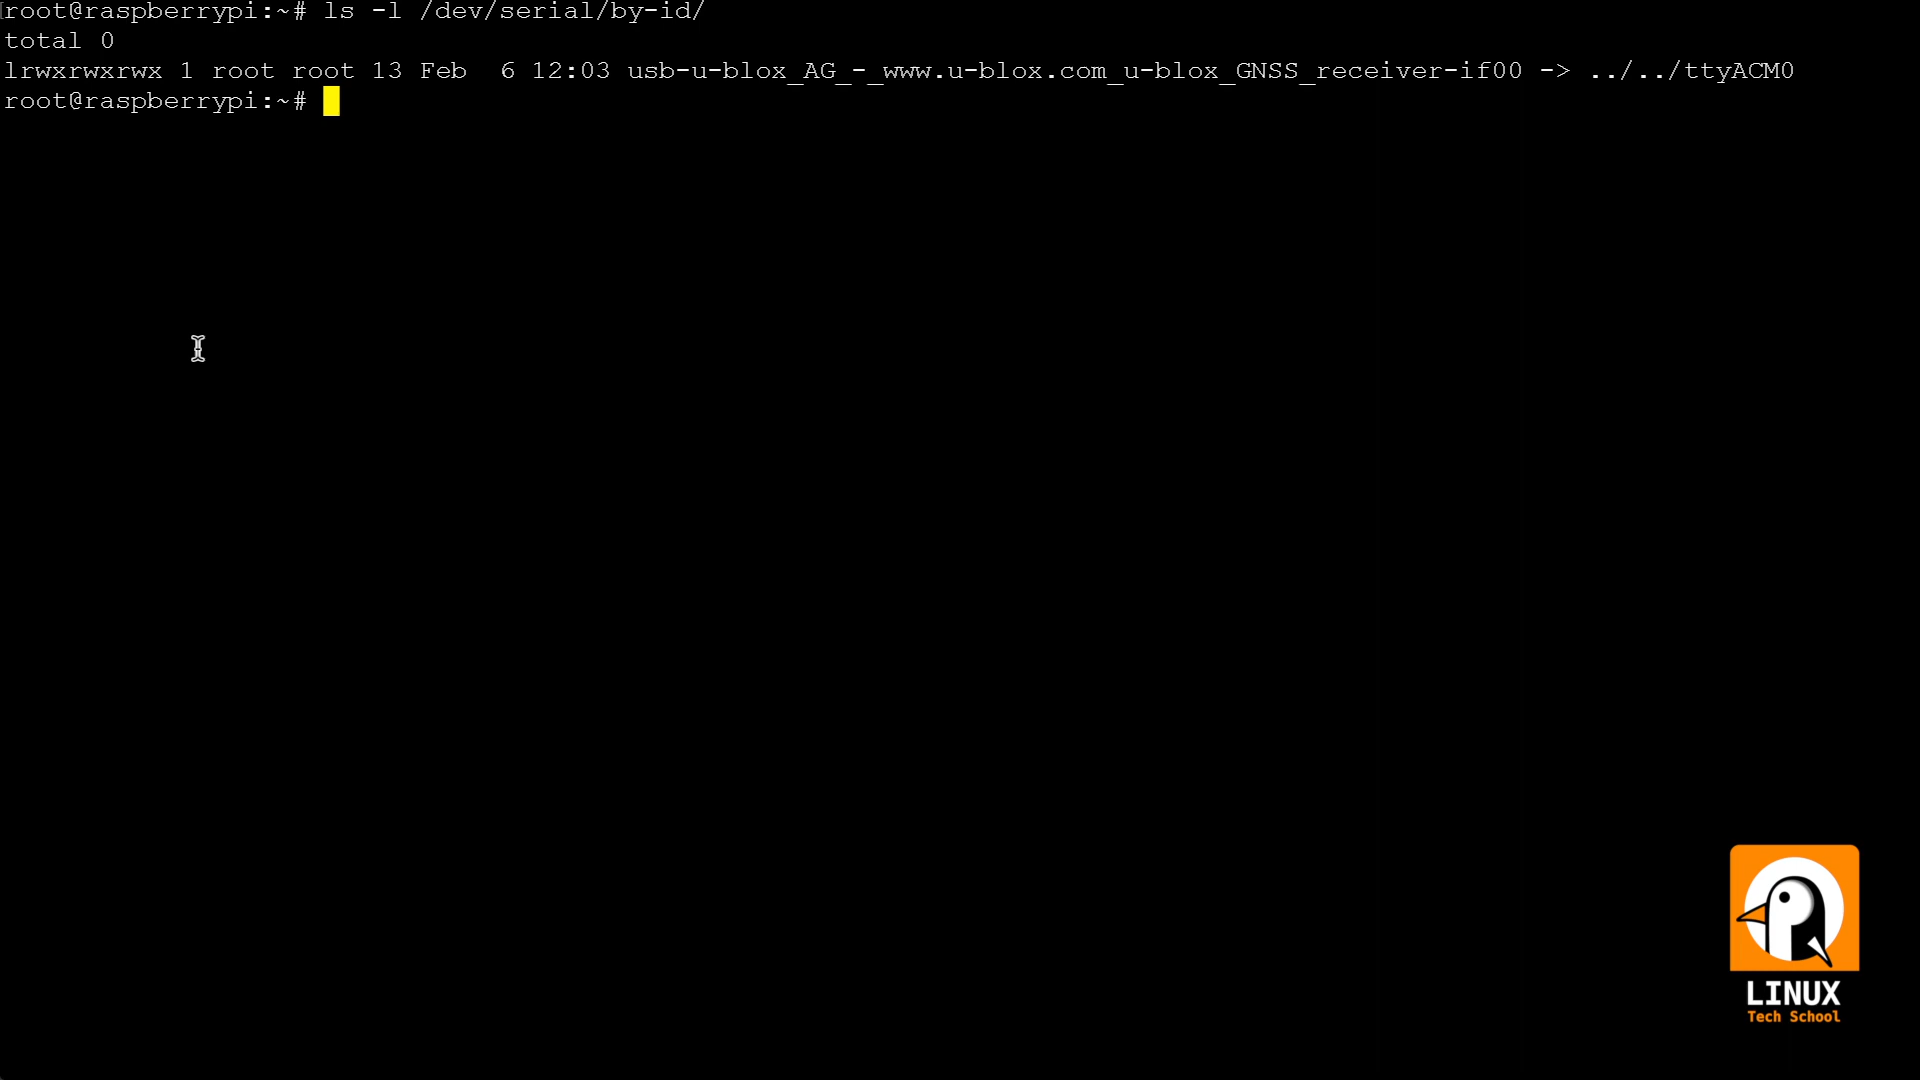 root@raspberrypi:~# ls -l /dev/serial/by-id/
total 0
lrwxrwxrwx 1 root root 13 Feb  6 12:03 usb-u-blox_AG_-_www.u-blox.com_u-blox_GNSS_receiver-if00 -> ../../ttyACM0
root@raspberrypi:~#
LINUX
Tech School